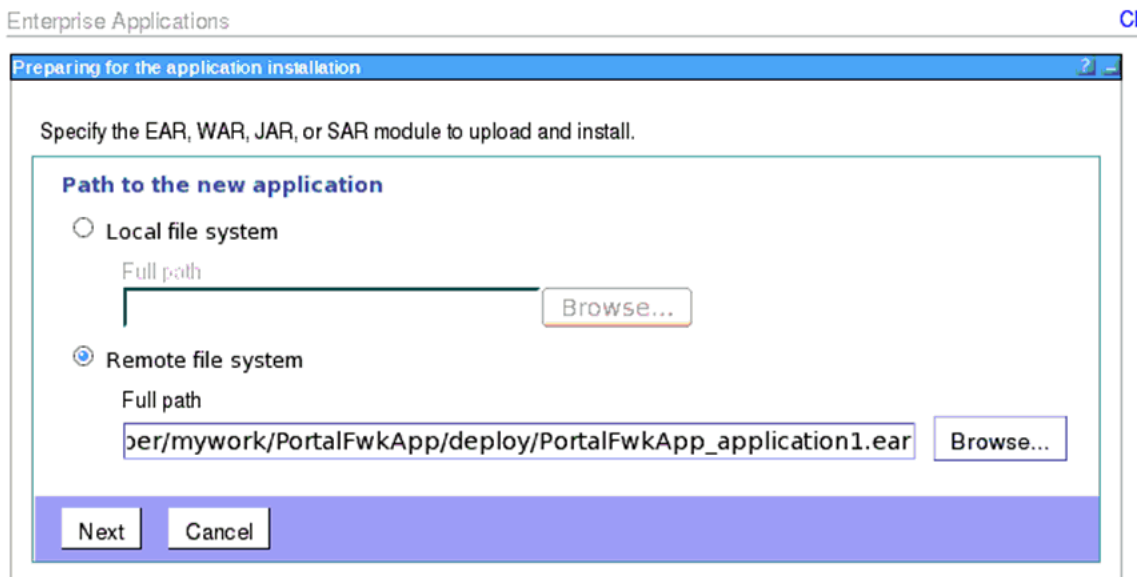 Enterprise Applications
Preparing for the application installation ?
Specify the EAR, WAR, JAR, or SAR module to upload and install.
Path to the new application
Local file system
Full path
Browse...
Remote file system
Full path
/mywork/PortalFwkApp/deploy/PortalFwkApp_application1.ear Browse...
Next Cancel